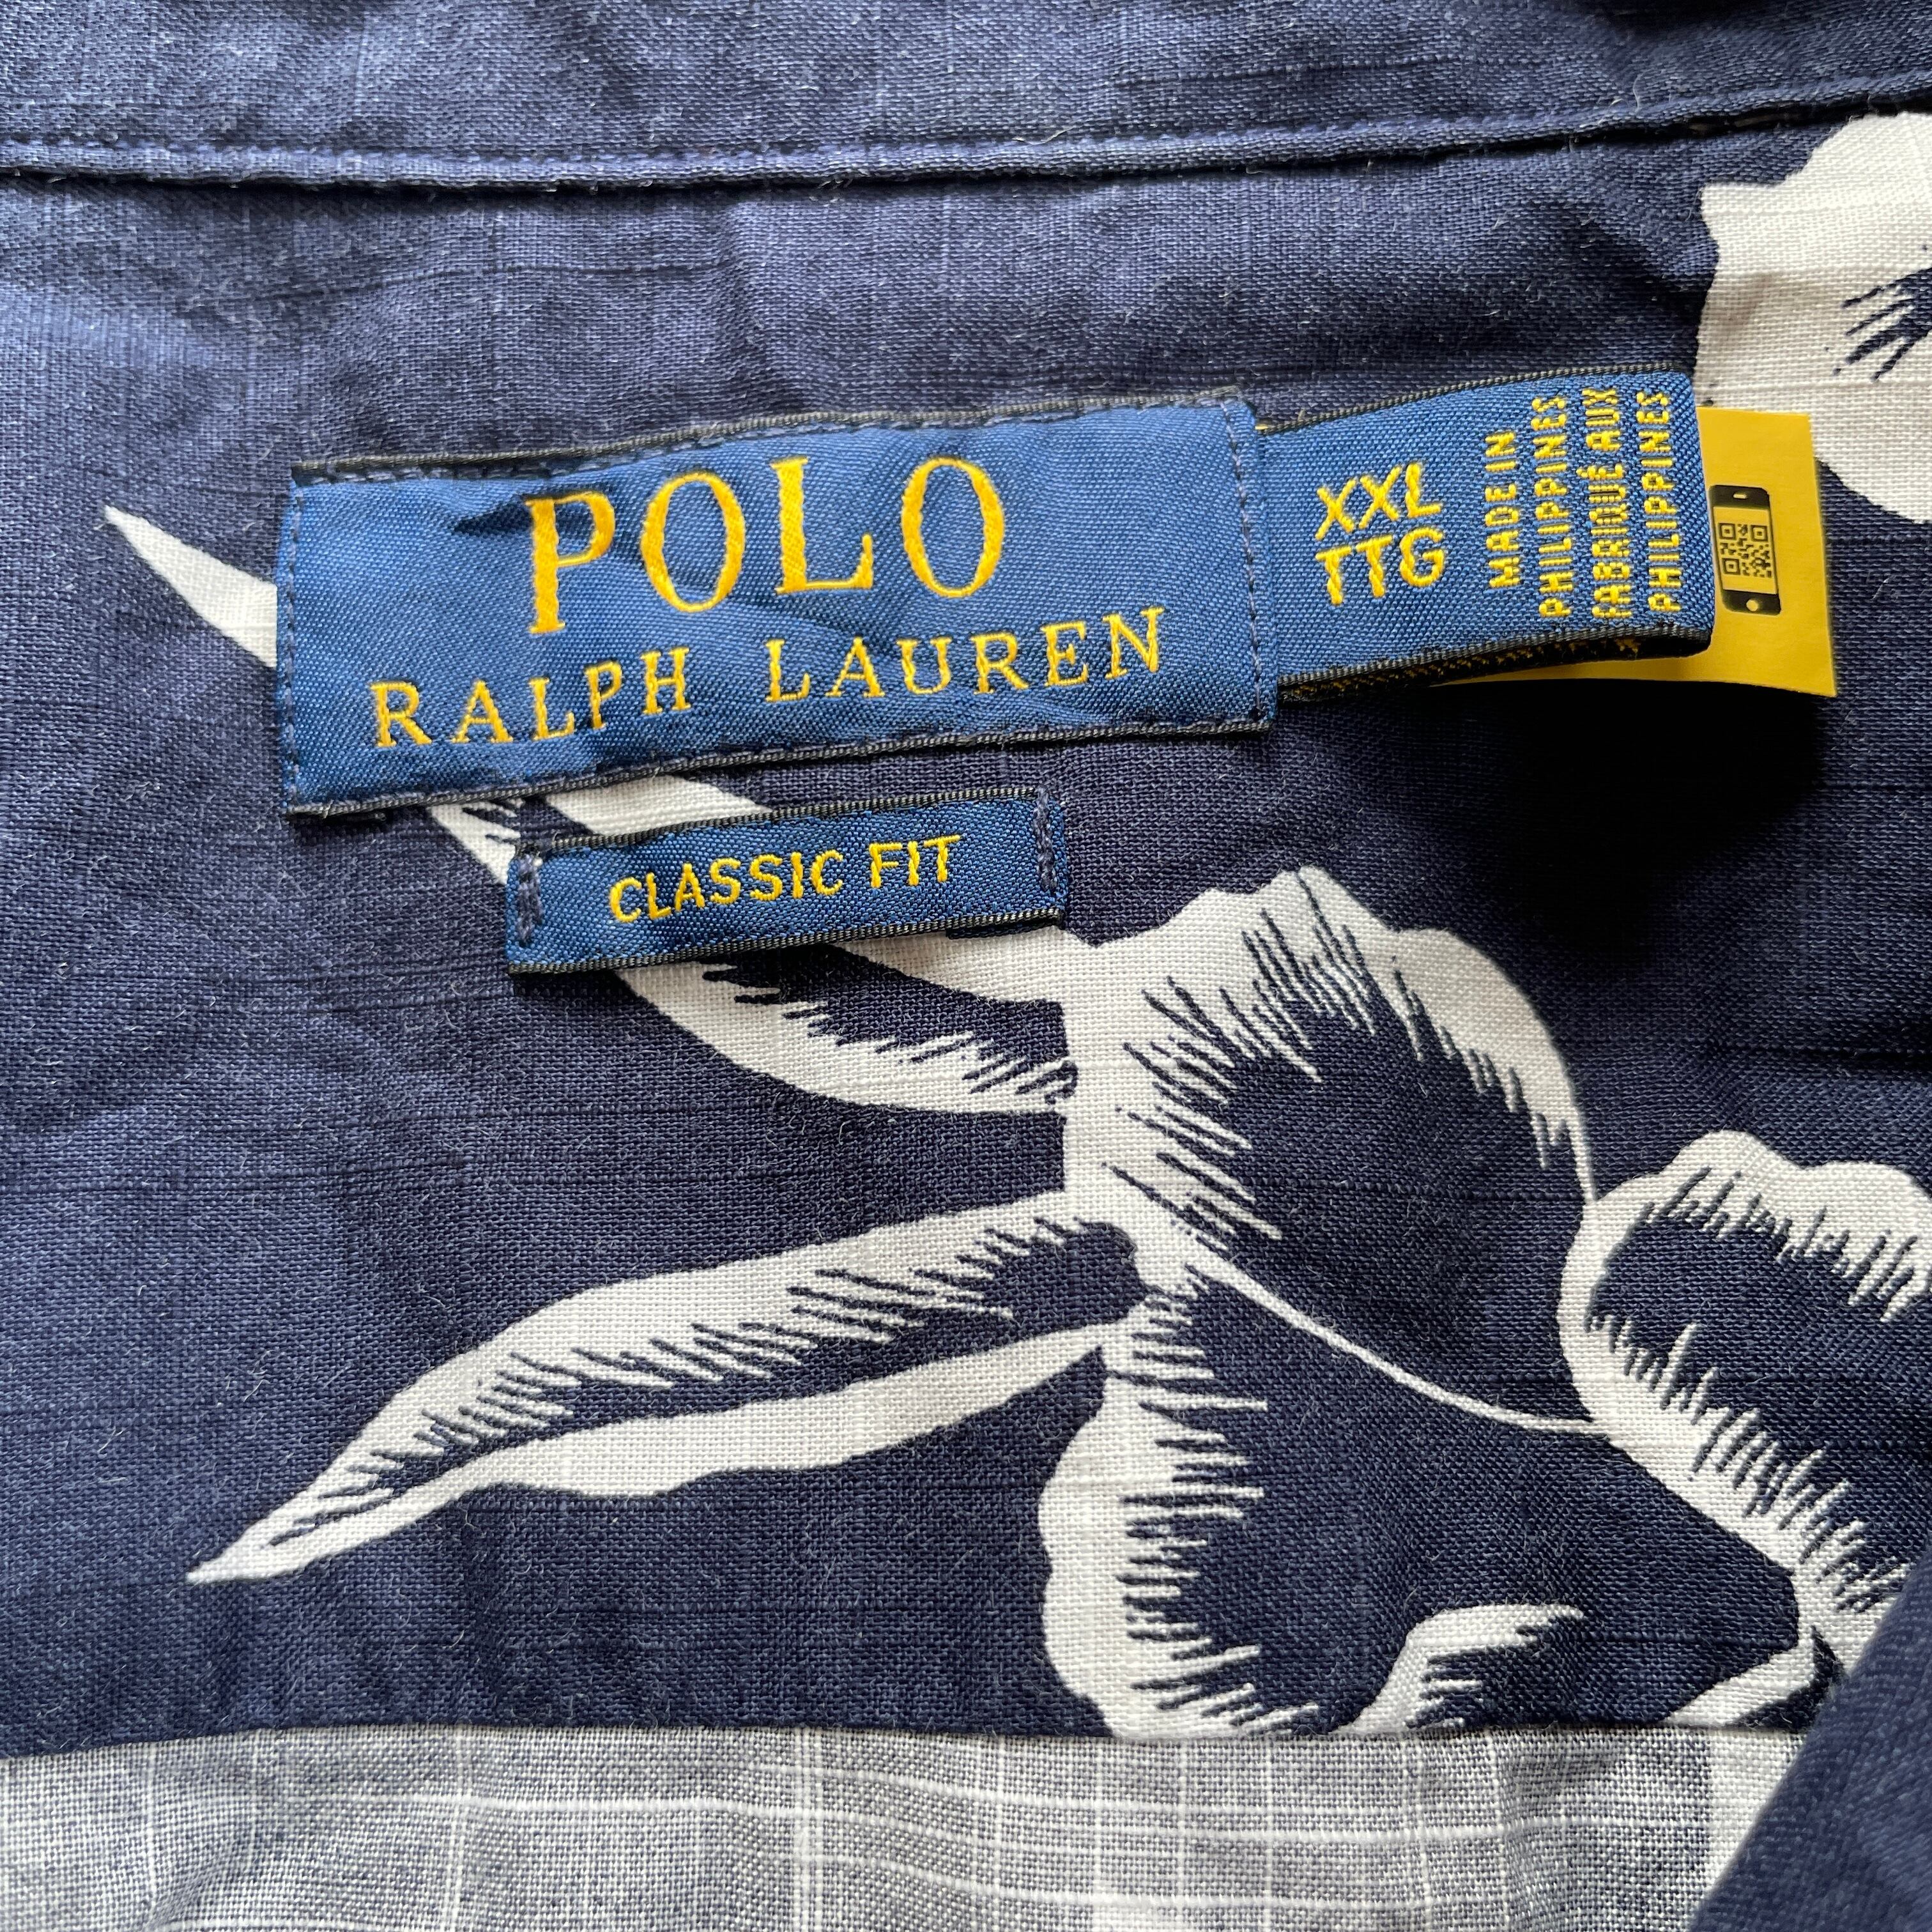 POLO
RALPH LAUREN
XXL
TTG
MADE IN
PHILIPPINES
FABRIQUÉ AUX
PHILIPPINES
CLASSIC FIT